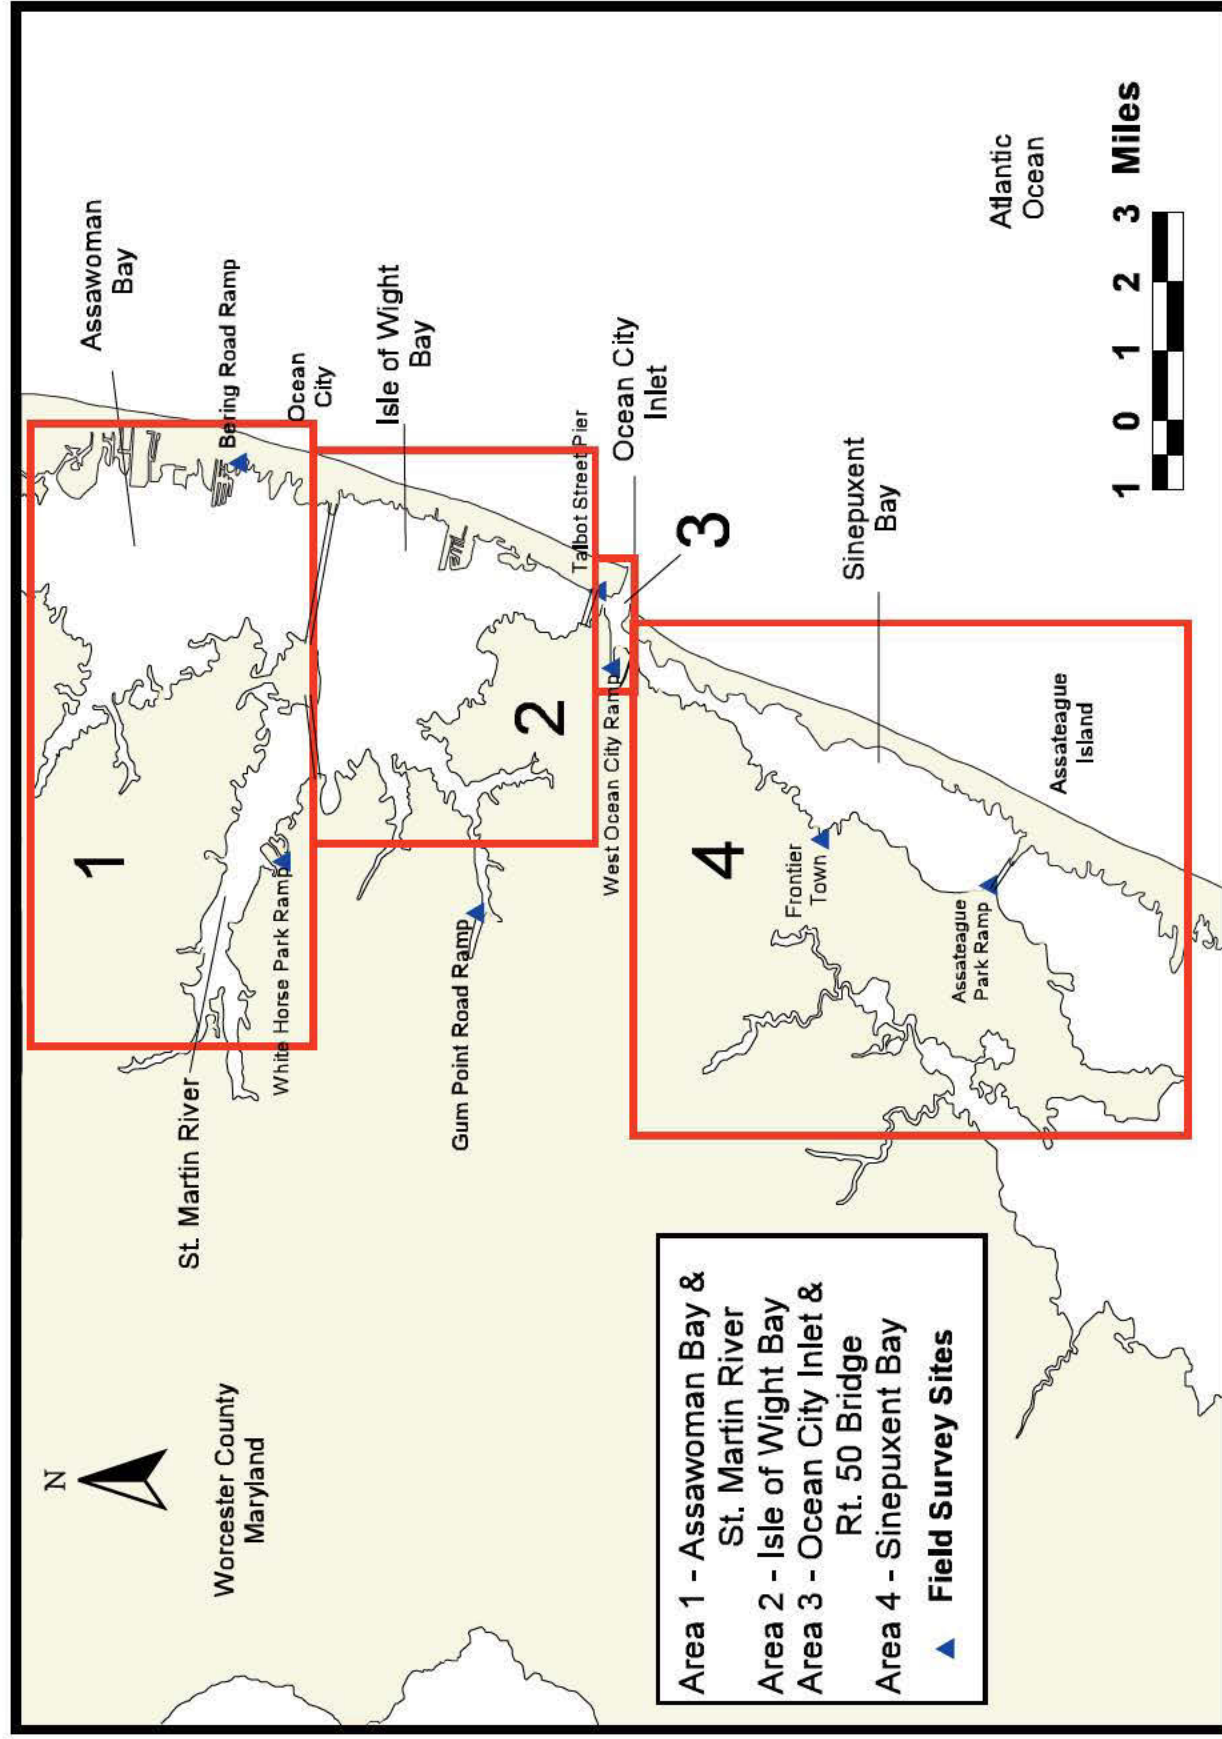 N
Worcester County
Maryland
Assawoman
Bay
St. Martin River
1
White Horse Park Ramp
Bering Road Ramp
Ocean
City
Isle of Wight
Bay
Gum Point Road Ramp
2
Talbot Street Pier
West Ocean City Ramp
Ocean City
Inlet
3
4
Frontier
Town
Sinepuxent
Bay
Assateague
Park Ramp
Assateague
Island
Atlantic
Ocean
1 0 1 2 3 Miles
Area 1 - Assawoman Bay &
St. Martin River
Area 2 - Isle of Wight Bay
Area 3 - Ocean City Inlet &
Rt. 50 Bridge
Area 4 - Sinepuxent Bay
Field Survey Sites